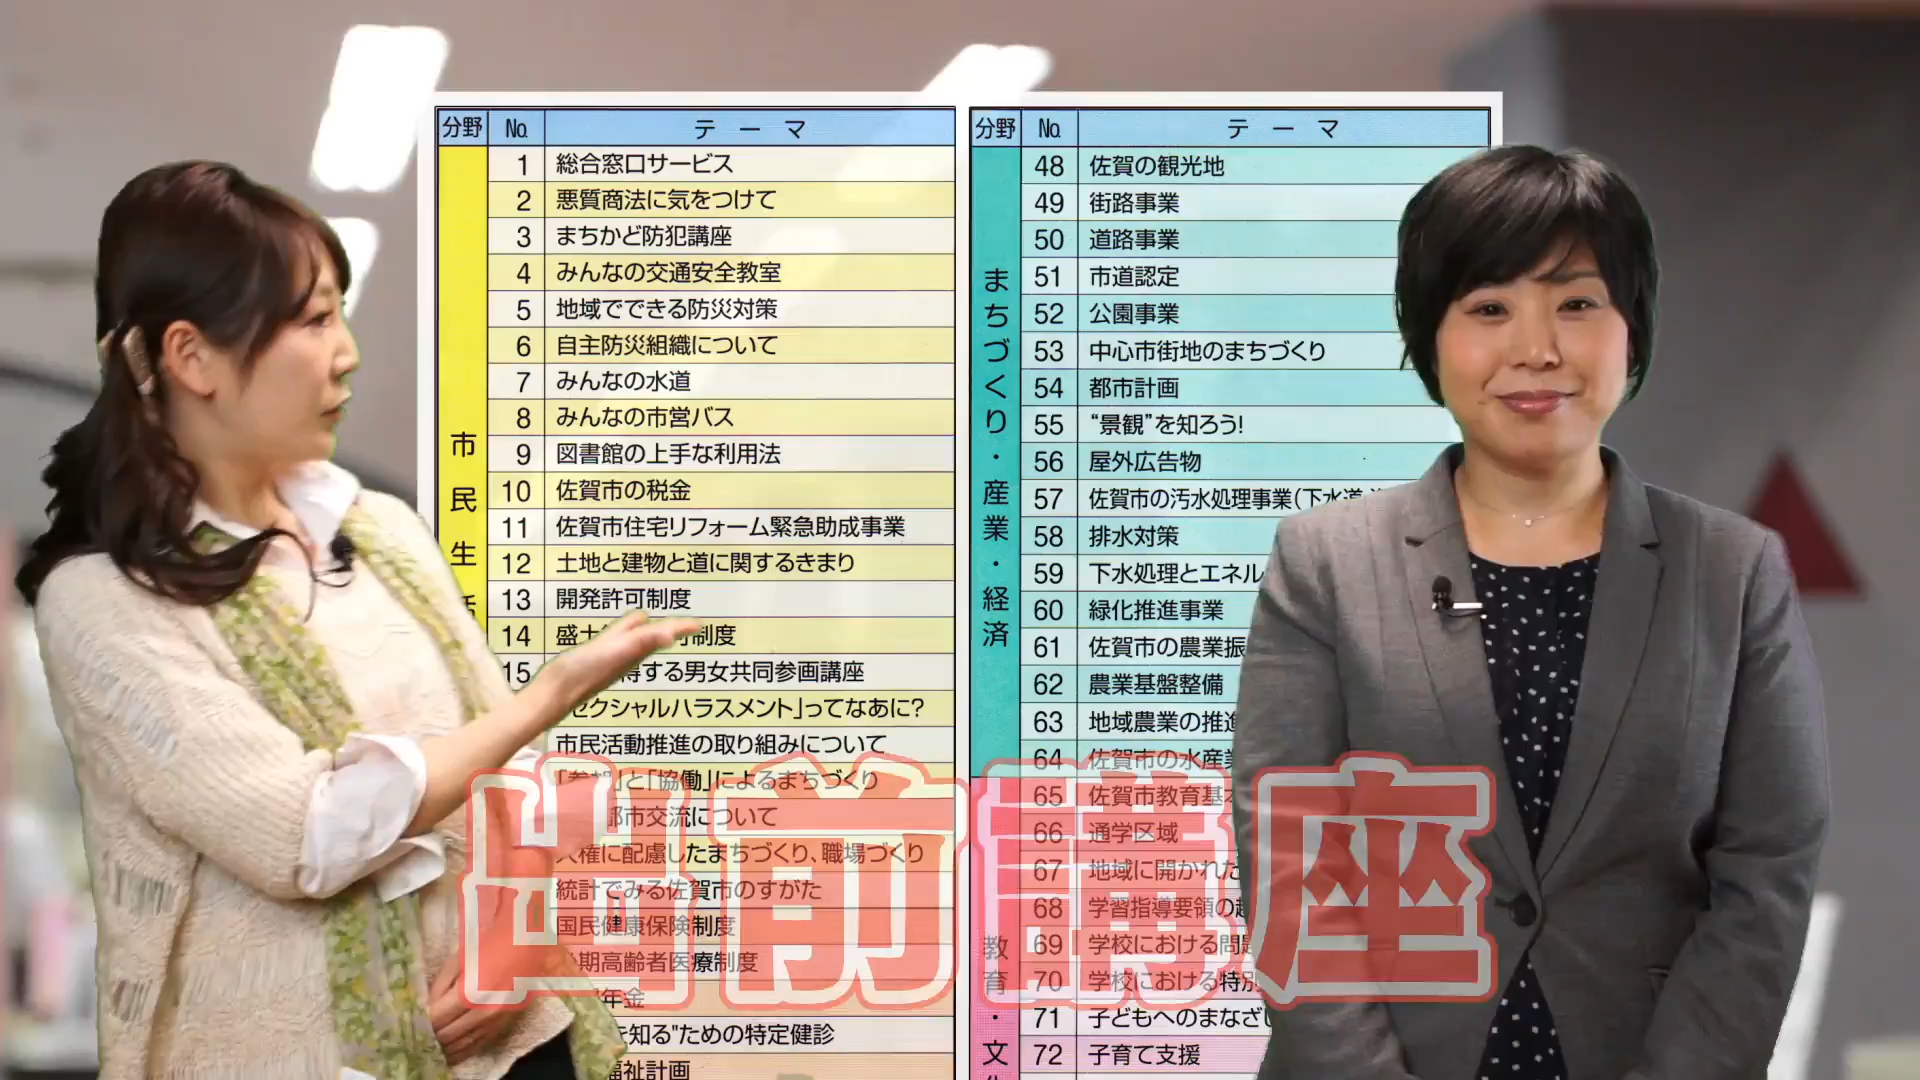 分野 No. テーマ
市民生活
1 総合窓口サービス
2 悪質商法に気をつけて
3 まちかど防犯講座
4 みんなの交通安全教室
5 地域でできる防災対策
6 自主防災組織について
7 みんなの水道
8 みんなの市営バス
9 図書館の上手な利用法
10 佐賀市の税金
11 佐賀市住宅リフォーム緊急助成事業
12 土地と建物と道に関するきまり
13 開発許可制度
14 盛土 制度
15 得する男女共同参画講座
セクシャルハラスメント」ってなあに?
市民活動推進の取り組みについて
」と「協働」によるまちづくり
都市交流について
人権に配慮したまちづくり、職場づくり
統計でみる佐賀市のすがた
国民健康保険制度
期高齢者医療制度
年金
を知る"ための特定健診
福祉計画
分野 No. テーマ
まちづくり・産業・経済
48 佐賀の観光地
49 街路事業
50 道路事業
51 市道認定
52 公園事業
53 中心市街地のまちづくり
54 都市計画
55 “景観”を知ろう!
56 屋外広告物
57 佐賀市の汚水処理事業(下水道
58 排水対策
59 下水処理とエネル
60 緑化推進事業
61 佐賀市の農業振
62 農業基盤整備
63 地域農業の推進
64 佐賀市の水産業
教育・文
65 佐賀市教育基本
66 通学区域
67 地域に開かれた
68 学習指導要領の
69 学校における問題
70 学校における特別
71 子どもへのまなざし
72 子育て支援
出前講座